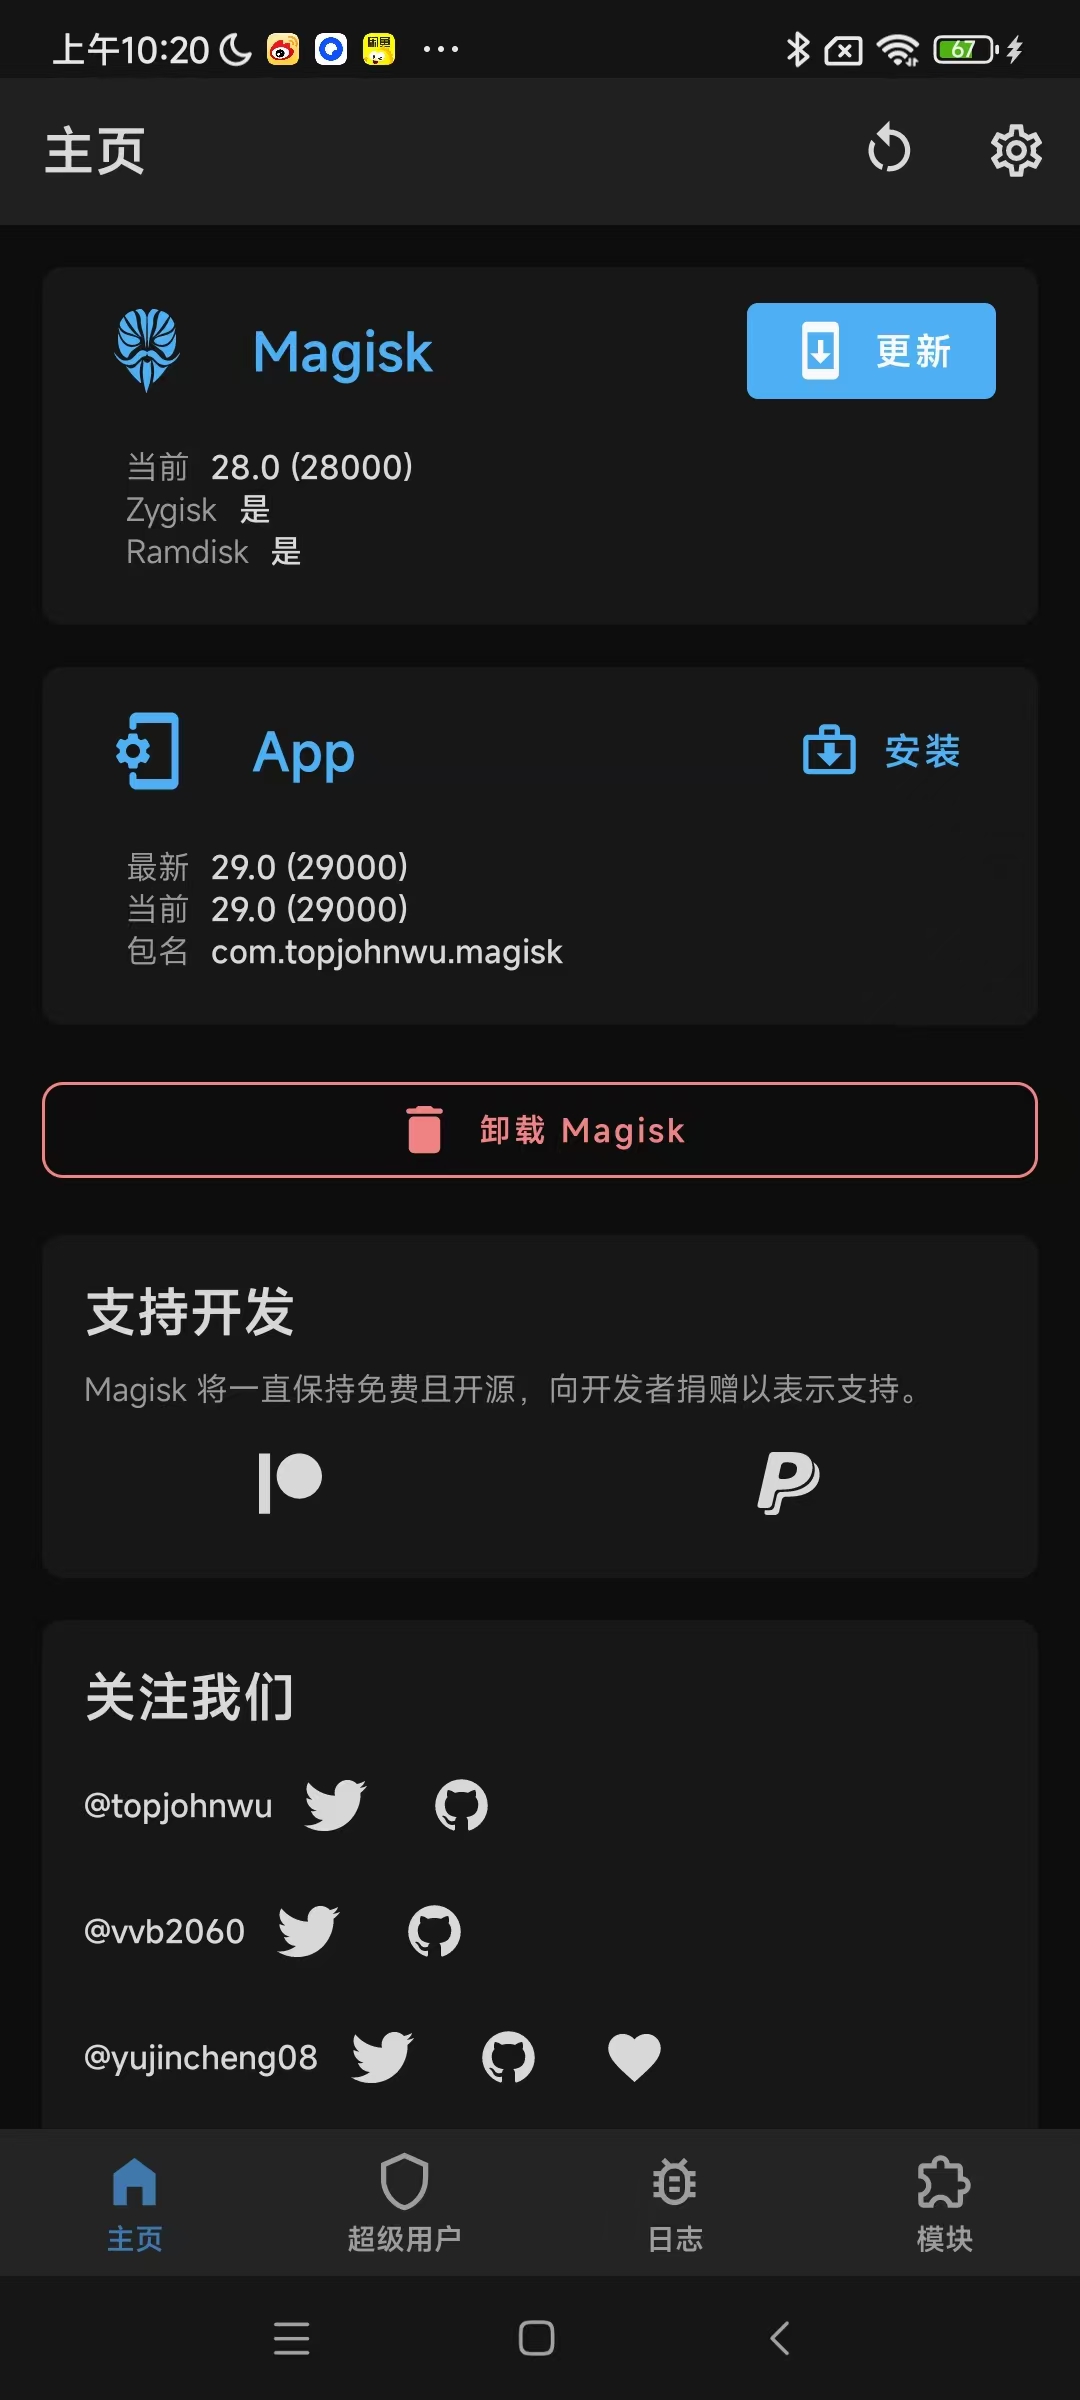 上午10:20
67
主页
Magisk
更新
当前 28.0 (28000)
Zygisk 是
Ramdisk 是
App
安装
最新 29.0 (29000)
当前 29.0 (29000)
包名 com.topjohnwu.magisk
卸载 Magisk
支持开发
Magisk 将一直保持免费且开源，向开发者捐赠以表示支持。
关注我们
@topjohnwu
@vvb2060
@yujincheng08
主页
超级用户
日志
模块